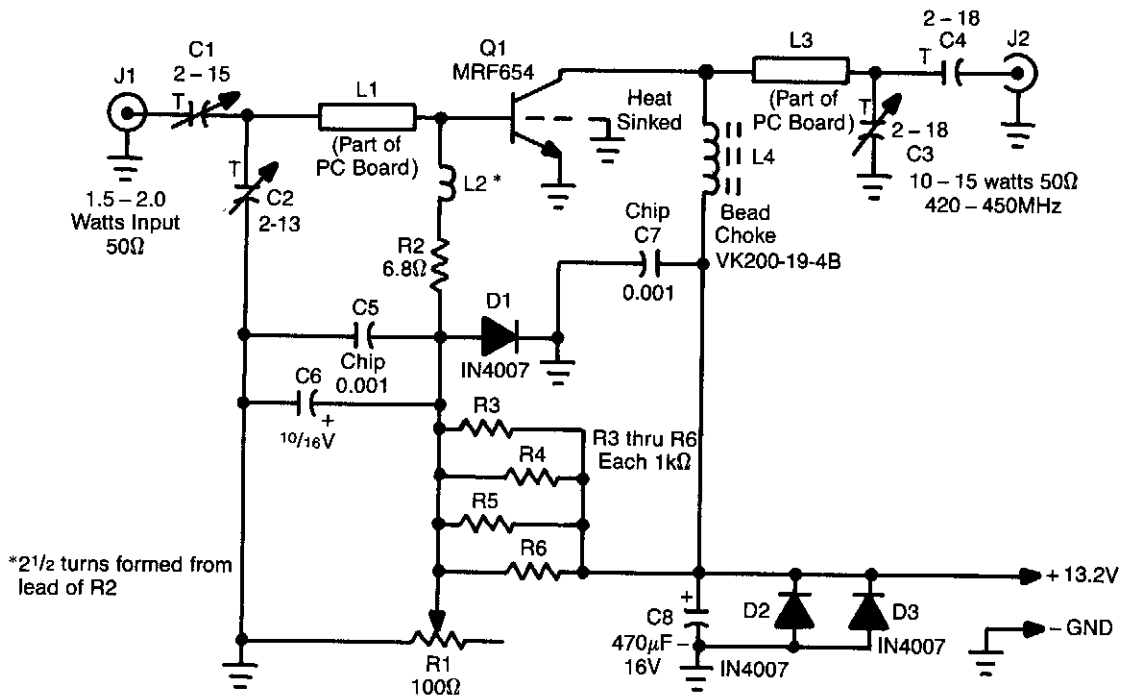 J1
C1
2 – 15
T
L1
(Part of
PC Board)
T
C2
2-13
1.5 – 2.0
Watts Input
50Ω
Q1
MRF654
Heat
Sinked
L2 *
R2
6.8Ω
L3
(Part of
PC Board)
2 – 18
T C4
J2
T
2 – 18
C3
10 – 15 watts 50Ω
420 – 450MHz
L4
Bead
Choke
VK200-19-4B
Chip
C7
0.001
D1
IN4007
C5
Chip
0.001
C6
+
10/16V
R3
R4
R5
R6
R3 thru R6
Each 1kΩ
*2 1/2 turns formed from
lead of R2
R1
100Ω
+
C8
470μF –
16V
D2
IN4007
D3
IN4007
+ 13.2V
– GND